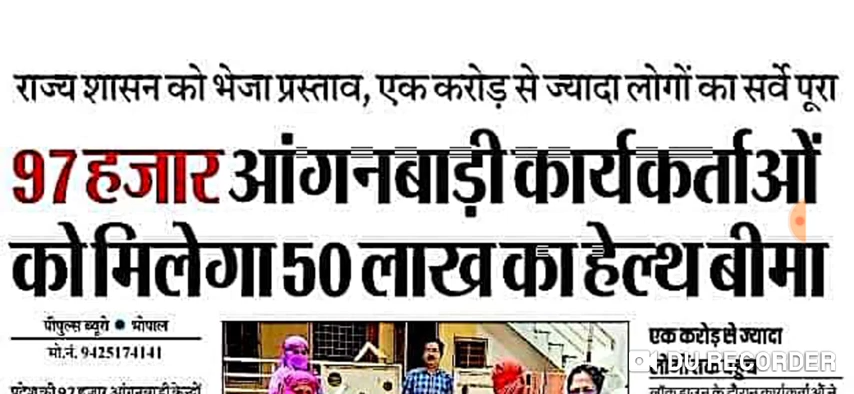 राज्य शासन को भेजा प्रस्ताव, एक करोड़ से ज्यादा लोगों का सर्वे पूरा
97 हजार आंगनबाड़ी कार्यकर्ताओं
को मिलेगा 50 लाख का हेल्थ बीमा
पीपुल्स ब्यूरो ● भोपाल
मो.नं. 9425174141
एक करोड़ से ज्यादा
DU RECORDER